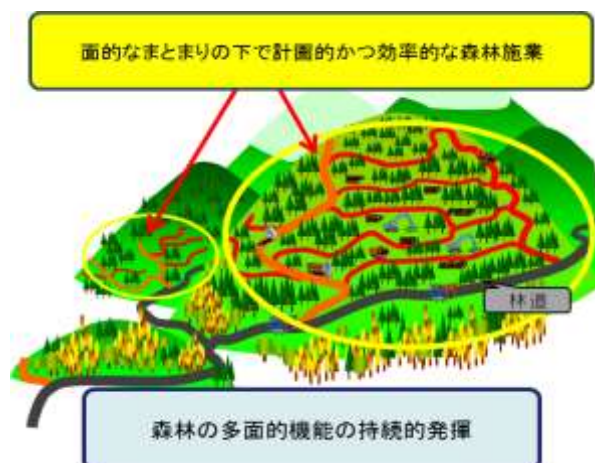 面的なまとまりの下で計画的かつ効率的な森林施業
林道
森林の多面的機能の持続的発揮